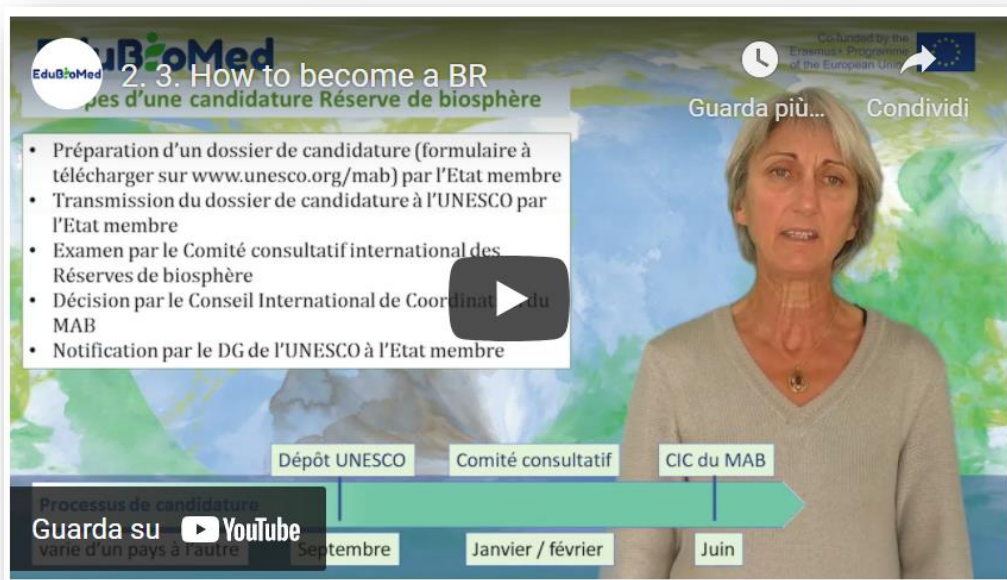 EduBioMed
EduBioMed
2. 3. How to become a BR
Co-funded by the
Erasmus+ Programme
of the European Union
Guarda più...
Condividi
d'une candidature Réserve de biosphère
• Préparation d'un dossier de candidature (formulaire à
télécharger sur www.unesco.org/mab) par l'Etat membre
• Transmission du dossier de candidature à l'UNESCO par
l'Etat membre
• Examen par le Comité consultatif international des
Réserves de biosphère
• Décision par le Conseil International de Coordination du
MAB
• Notification par le DG de l'UNESCO à l'Etat membre
Dépôt UNESCO
Comité consultatif
CIC du MAB
Processus de candidature
varie d'un pays à l'autre
Guarda su YouTube
Septembre
Janvier / février
Juin